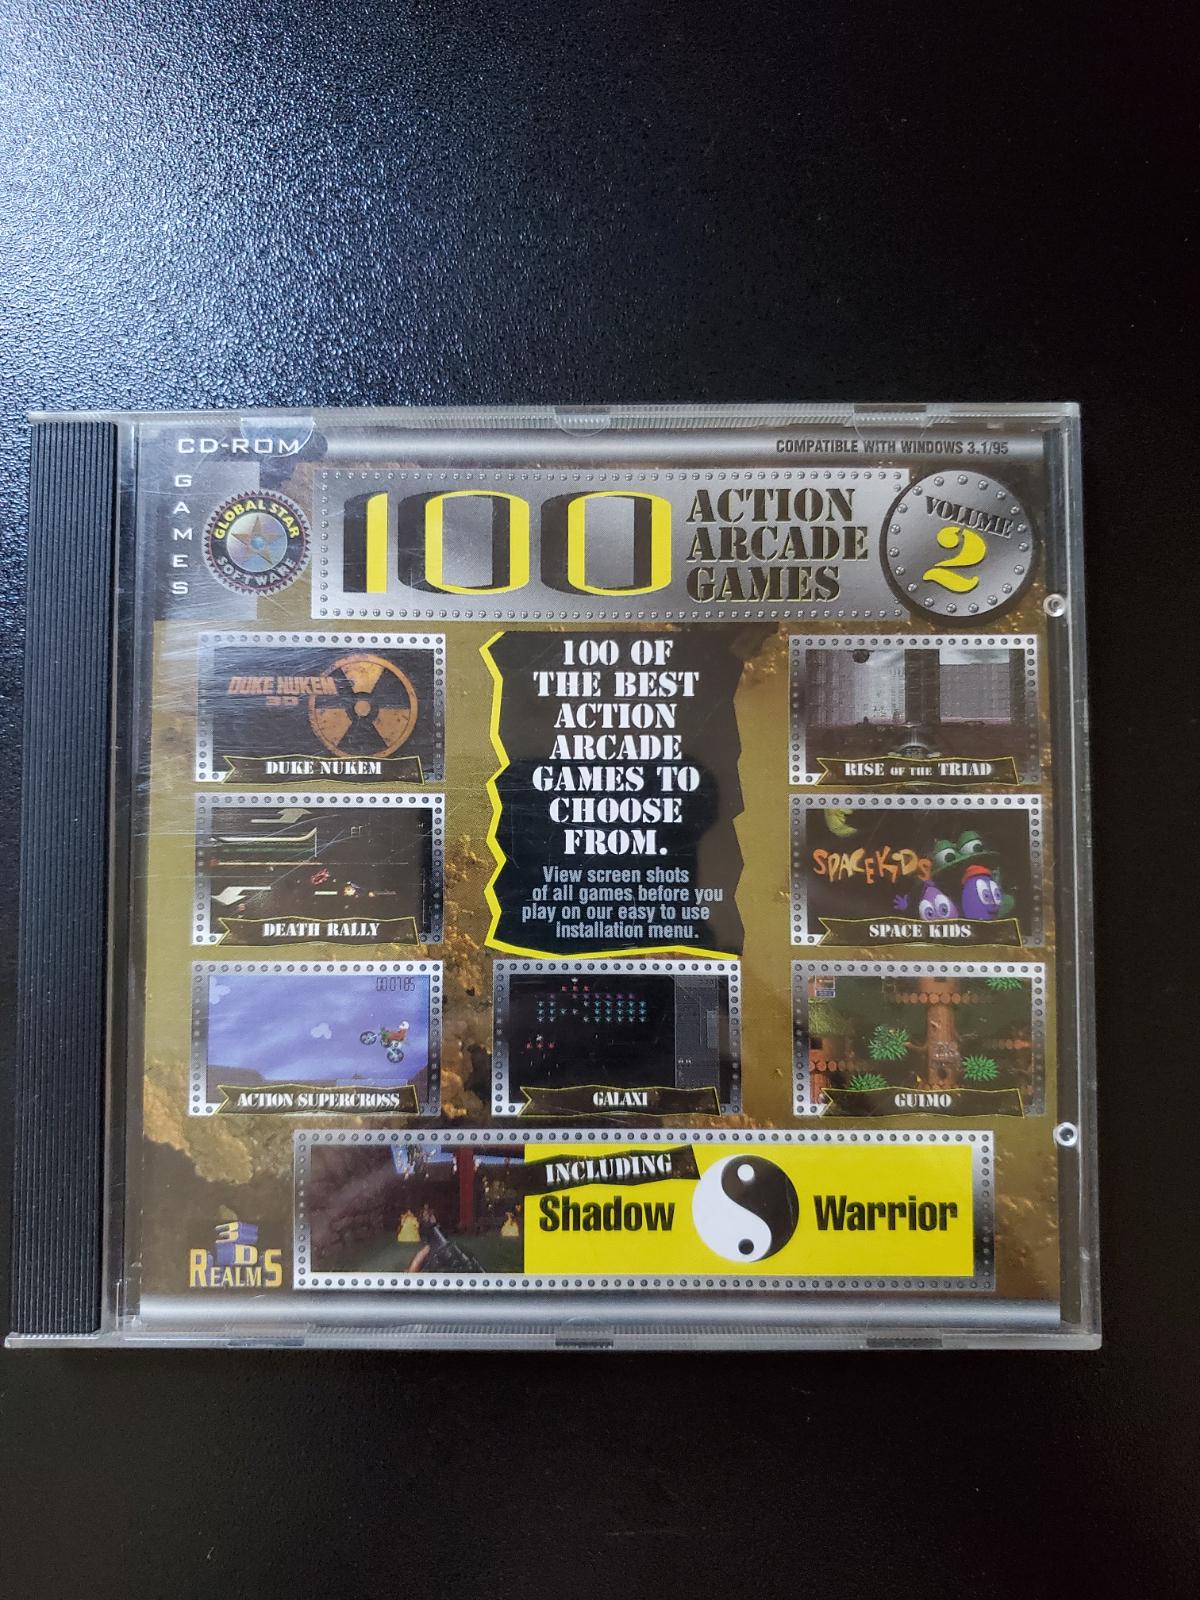 CD-ROM
COMPATIBLE WITH WINDOWS 3.1/95
GAMES
GLOBAL STAR
SOFTWARE
100
ACTION
ARCADE
GAMES
VOLUME
2
DUKE NUKEM
3D
DUKE NUKEM
100 OF
THE BEST
ACTION
ARCADE
GAMES TO
CHOOSE
FROM.
View screen shots
of all games before you
play on our easy to use
installation menu.
RISE OF THE TRIAD
DEATH RALLY
SPACE KIDS
SPACE KIDS
ACTION SUPERCROSS
GALAXI
GUIMO
INCLUDING
Shadow Warrior
3D
REALMS